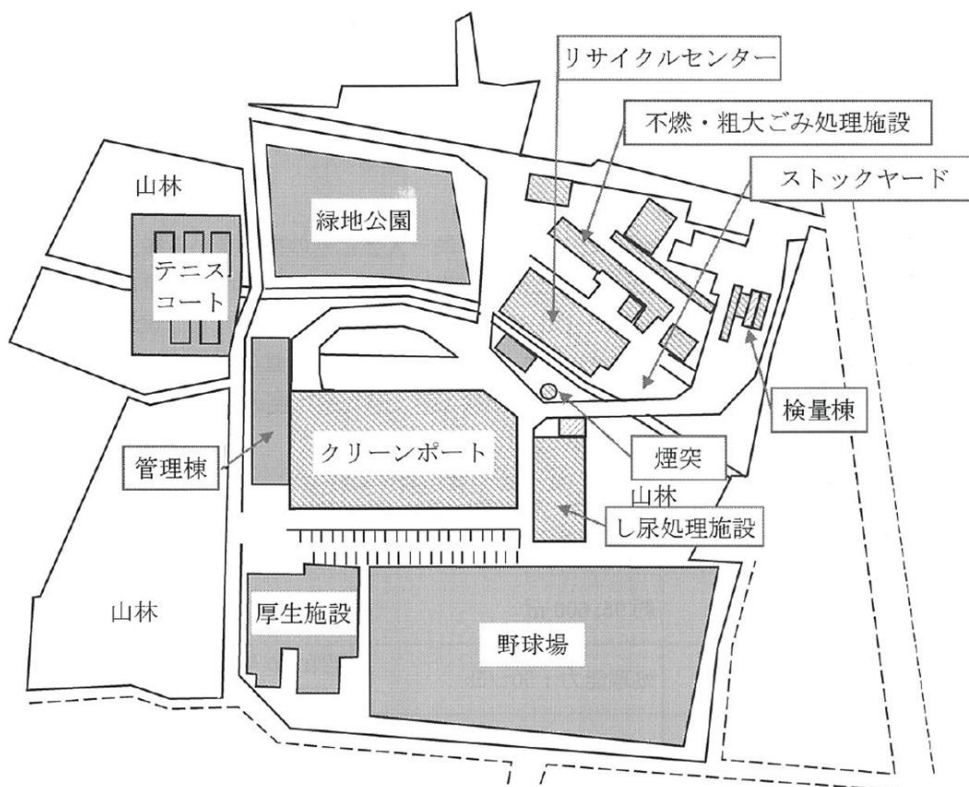 リサイクルセンター
不燃・粗大ごみ処理施設
ストックヤード
山林
緑地公園
テニス
コート
検量棟
クリーンポート
管理棟
煙突
山林
し尿処理施設
山林
厚生施設
野球場